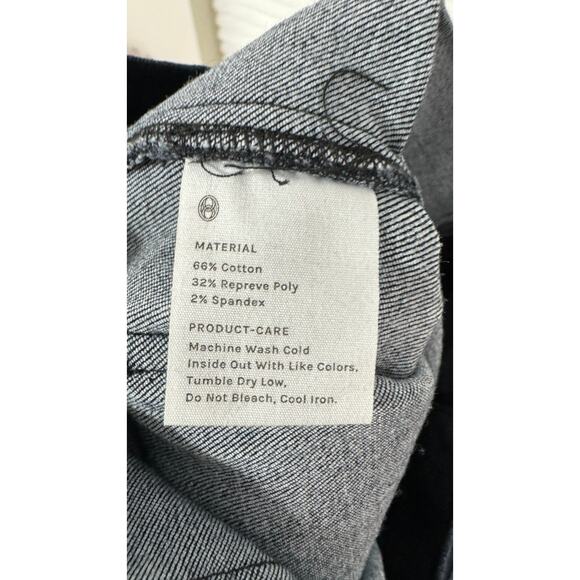 MATERIAL
66% Cotton
32% Repreve Poly
2% Spandex
PRODUCT-CARE
Machine Wash Cold
Inside Out With Like Colors.
Tumble Dry Low.
Do Not Bleach, Cool Iron.